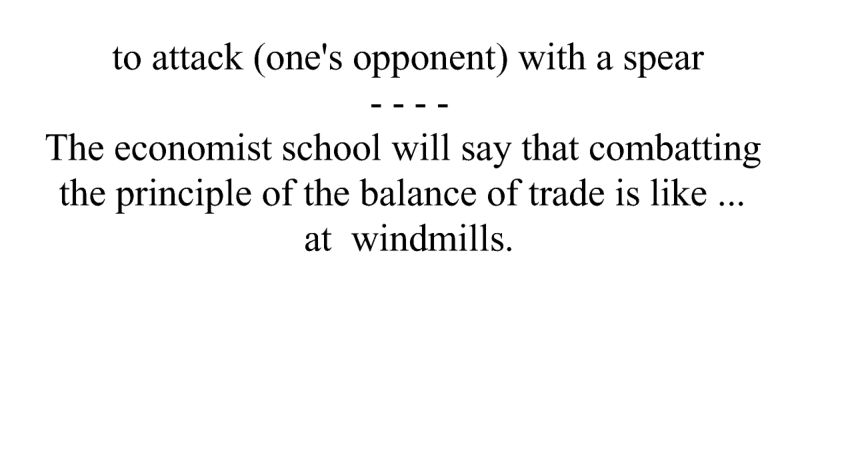 to attack (one's opponent) with a spear
- - - -
The economist school will say that combatting
the principle of the balance of trade is like ...
at  windmills.